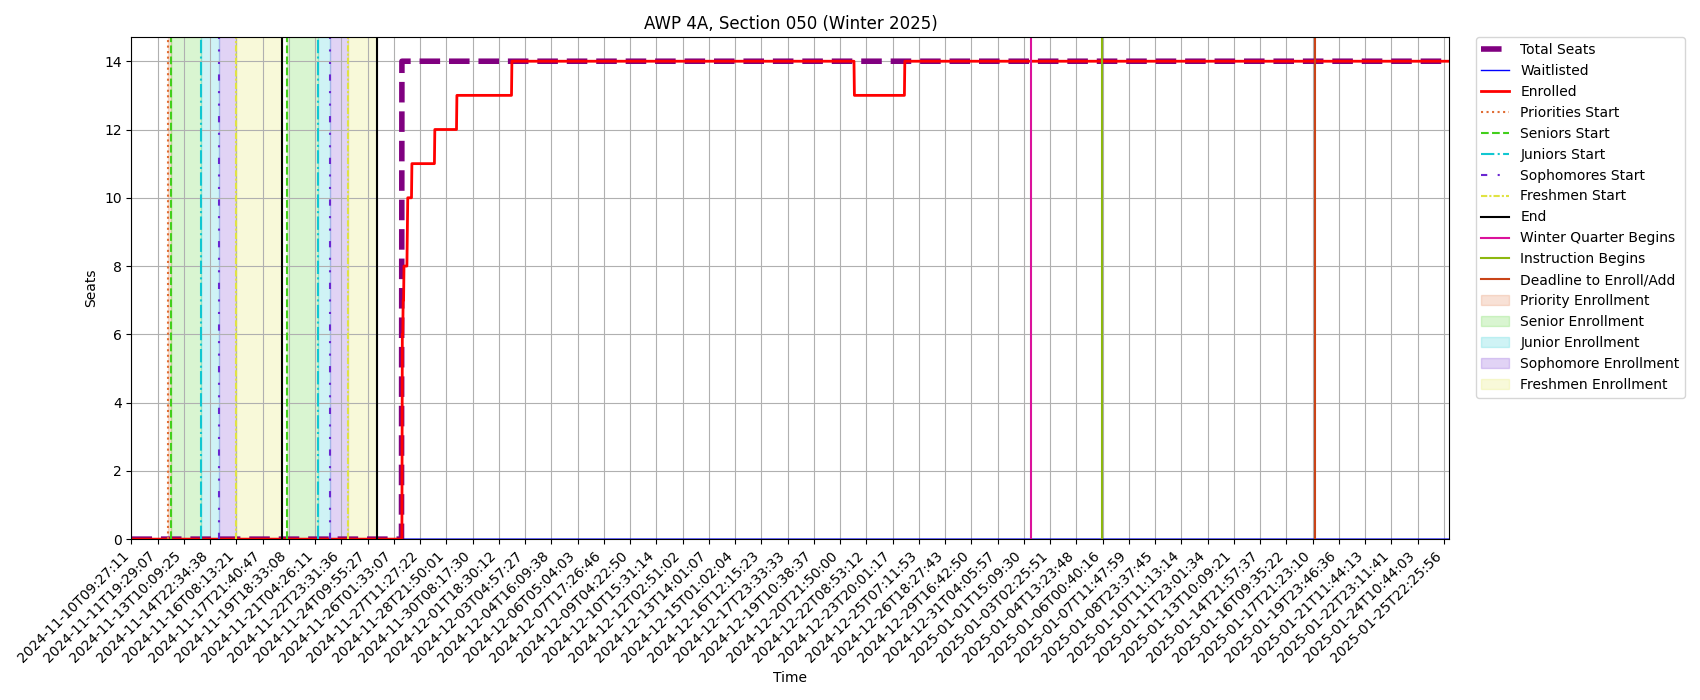 AWP 4A, Section 050 (Winter 2025)
Seats
14
12
10
8
6
4
2
0
2024-11-10T09:27:11
2024-11-11T19:29:07
2024-11-13T10:09:25
2024-11-14T22:34:38
2024-11-16T08:13:21
2024-11-17T21:40:47
2024-11-19T18:33:08
2024-11-21T04:26:11
2024-11-22T23:31:36
2024-11-24T09:55:27
2024-11-26T01:33:07
2024-11-27T11:27:22
2024-11-28T21:50:01
2024-11-30T08:17:30
2024-12-01T18:30:12
2024-12-03T04:57:27
2024-12-04T16:09:38
2024-12-06T05:04:03
2024-12-07T17:26:46
2024-12-09T04:22:50
2024-12-10T15:31:14
2024-12-12T02:51:02
2024-12-13T14:01:07
2024-12-15T01:02:04
2024-12-16T12:15:23
2024-12-17T23:33:33
2024-12-19T10:38:37
2024-12-20T21:50:00
2024-12-22T08:53:12
2024-12-23T20:01:17
2024-12-25T07:11:53
2024-12-26T18:27:43
2024-12-29T16:42:50
2024-12-31T04:05:57
2025-01-01T15:09:30
2025-01-03T02:25:51
2025-01-04T13:23:48
2025-01-06T00:40:16
2025-01-07T11:47:59
2025-01-08T23:37:45
2025-01-10T11:13:14
2025-01-11T23:01:34
2025-01-13T10:09:21
2025-01-14T21:57:37
2025-01-16T09:35:22
2025-01-17T21:23:10
2025-01-19T23:46:36
2025-01-21T11:44:13
2025-01-22T23:11:41
2025-01-24T10:44:03
2025-01-25T22:25:56
Time
Total Seats
Waitlisted
Enrolled
Priorities Start
Seniors Start
Juniors Start
Sophomores Start
Freshmen Start
End
Winter Quarter Begins
Instruction Begins
Deadline to Enroll/Add
Priority Enrollment
Senior Enrollment
Junior Enrollment
Sophomore Enrollment
Freshmen Enrollment